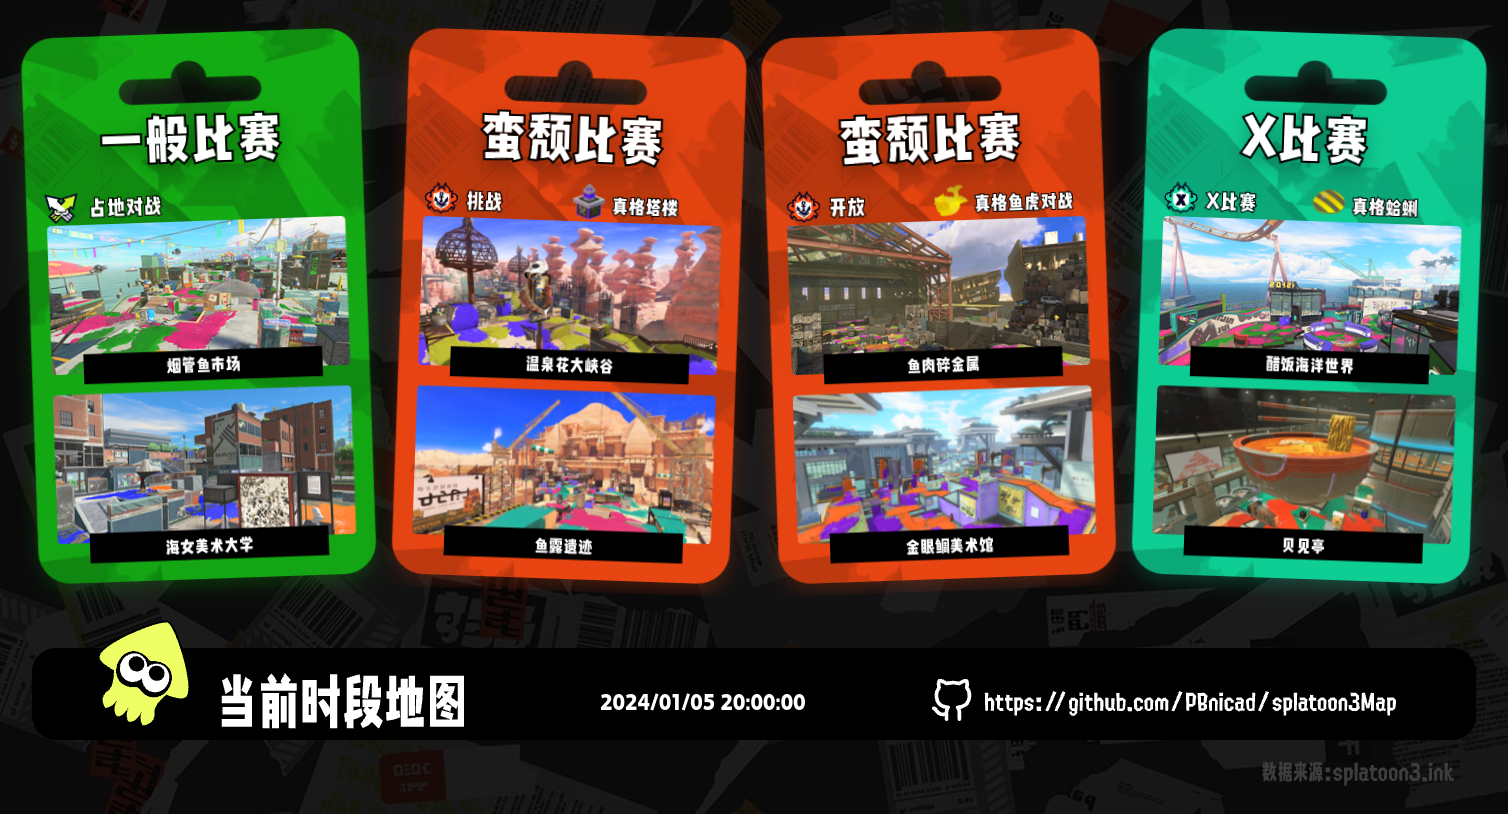 一般比赛
占地对战
烟管鱼市场
海女美术大学
蛮颓比赛
挑战
真格塔楼
温泉花大峡谷
鱼露遗迹
蛮颓比赛
开放
真格鱼虎对战
鱼肉碎金属
金眼鲷美术馆
X比赛
X比赛
真格蛤蜊
醋饭海洋世界
贝见亭
当前时段地图
2024/01/05 20:00:00
https://github.com/PBnicad/splatoon3Map
数据来源:splatoon3.ink